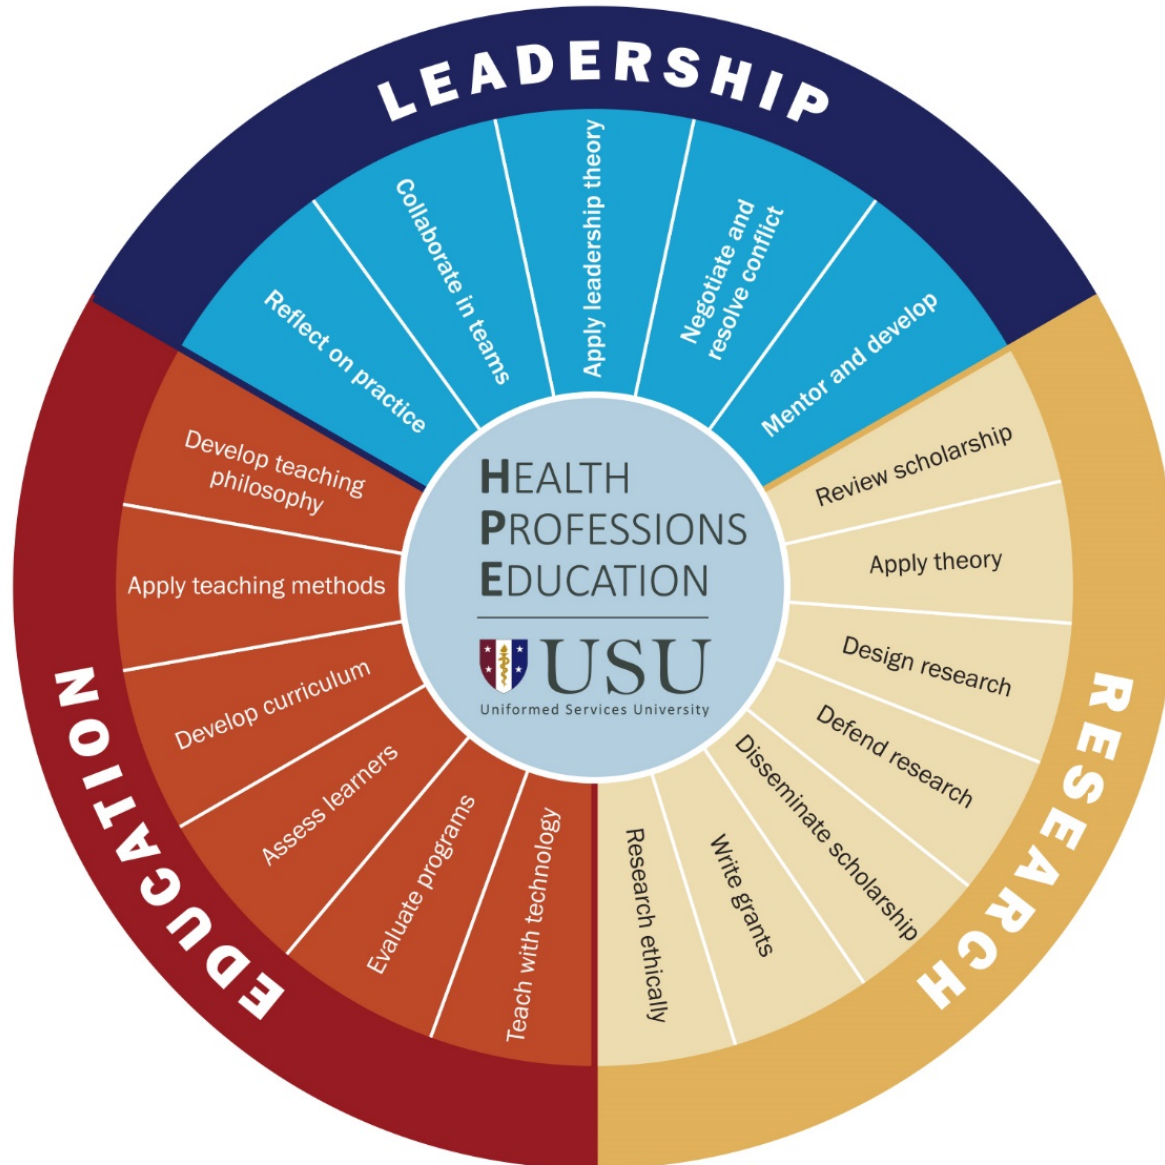 LEADERSHIP
Reflect on practice
Collaborate in teams
Apply leadership theory
Negotiate and
resolve conflict
Mentor and develop
RESEARCH
Review scholarship
Apply theory
Design research
Defend research
Disseminate scholarship
Write grants
Research ethically
EDUCATION
Develop teaching
philosophy
Apply teaching methods
Develop curriculum
Assess learners
Evaluate programs
Teach with technology
HEALTH
PROFESSIONS
EDUCATION
USU
Uniformed Services University